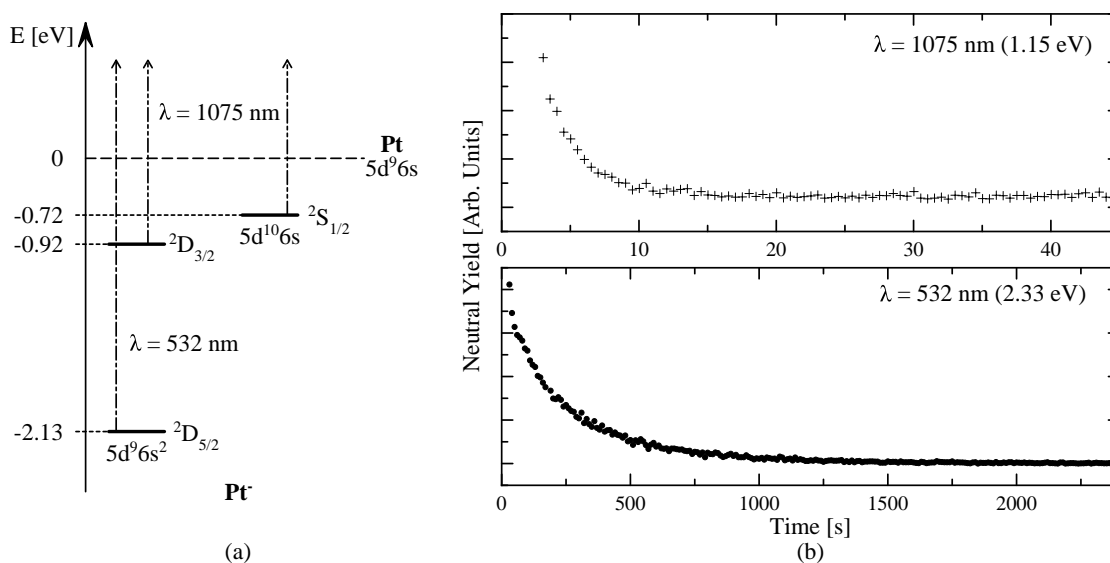 (a)
E [eV]
λ = 1075 nm
Pt
5d⁹6s
0
-0.72
²S₁/₂
5d¹⁰6s
-0.92
²D₃/₂
λ = 532 nm
-2.13
²D₅/₂
5d⁹6s²
Pt⁻
(a)
Neutral Yield [Arb. Units]
λ = 1075 nm (1.15 eV)
0 10 20 30 40
λ = 532 nm (2.33 eV)
500 1000 1500 2000
Time [s]
(b)